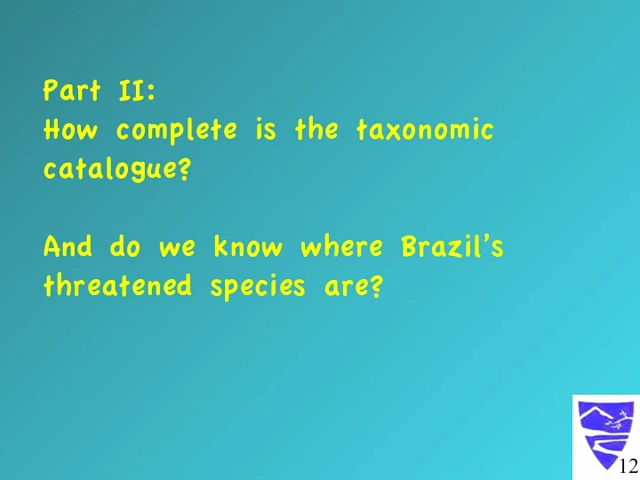 Part II:
How complete is the taxonomic
catalogue?
And do we know where Brazil's
threatened species are?
12